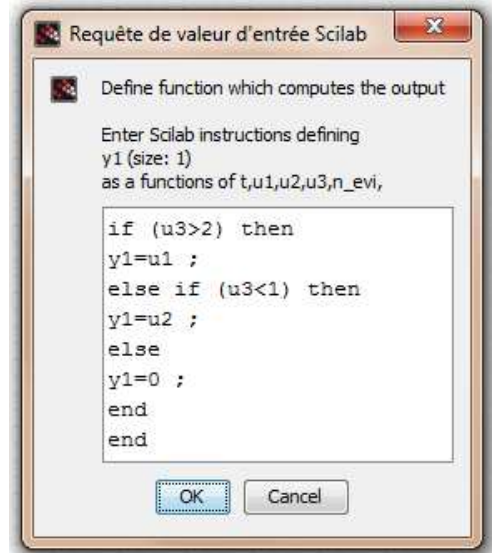 Requête de valeur d'entrée Scilab
Define function which computes the output
Enter Scilab instructions defining
y1 (size: 1)
as a functions of t,u1,u2,u3,n_evi,
if (u3>2) then
y1=u1 ;
else if (u3<1) then
y1=u2 ;
else
y1=0 ;
end
end
OK Cancel